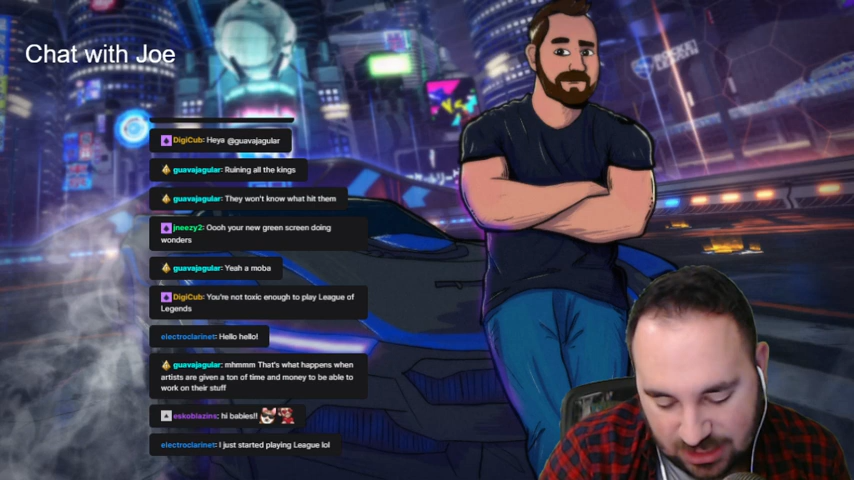 Chat with Joe
DigiCub: Heya @guavajagular
guavajagular: Ruining all the kings
guavajagular: They won't know what hit them
jneezy2: Oooh your new green screen doing
wonders
guavajagular: Yeah a moba
DigiCub: You're not toxic enough to play League of
Legends
electroclarinet: Hello hello!
guavajagular: mhmmm That's what happens when
artists are given a ton of time and money to be able to
work on their stuff
eskoblazins: hi babies!!
electroclarinet: I just started playing League lol